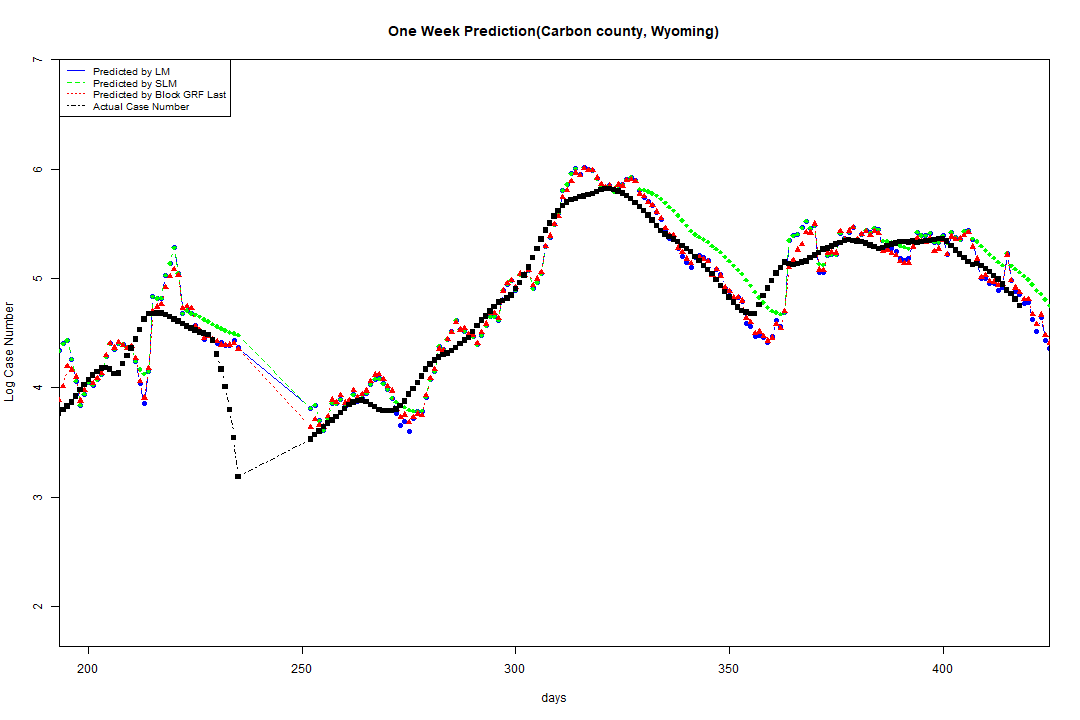 One Week Prediction(Carbon county, Wyoming)
7
Predicted by LM
Predicted by SLM
Predicted by Block GRF Last
Actual Case Number
6
5
4
3
2
Log Case Number
200 250 300 350 400
days